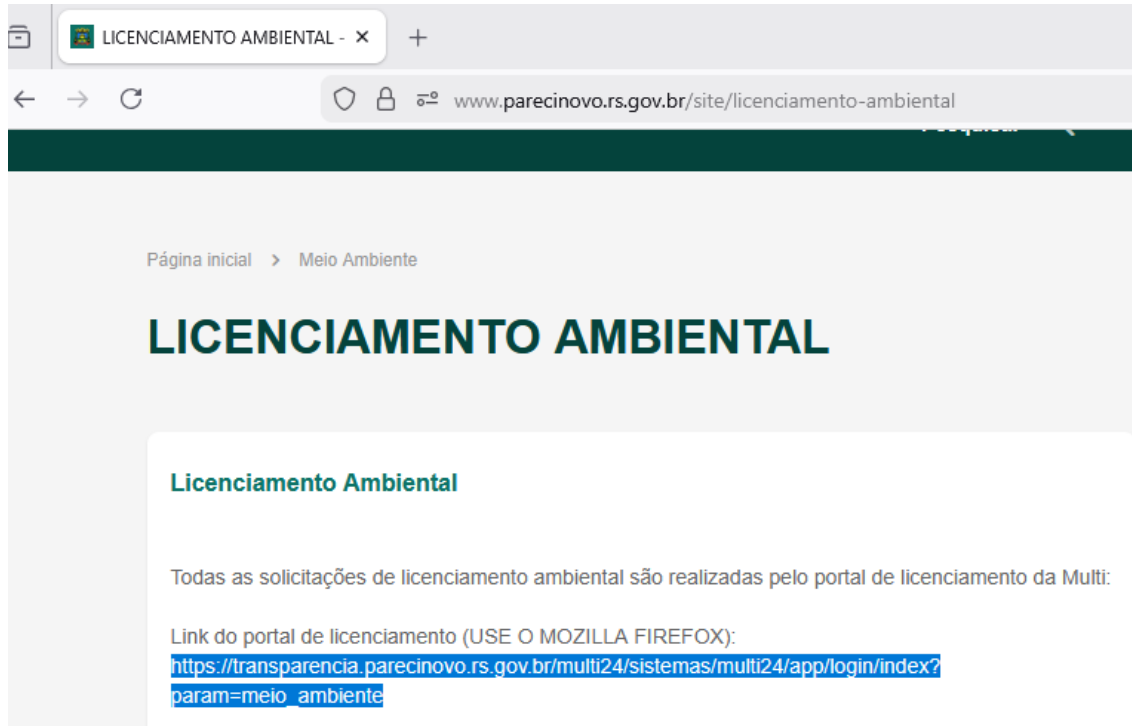 LICENCIAMENTO AMBIENTAL -
www.parecinovo.rs.gov.br/site/licenciamento-ambiental
Página inicial > Meio Ambiente
LICENCIAMENTO AMBIENTAL
Licenciamento Ambiental
Todas as solicitações de licenciamento ambiental são realizadas pelo portal de licenciamento da Multi:
Link do portal de licenciamento (USE O MOZILLA FIREFOX):
https://transparencia.parecinovo.rs.gov.br/multi24/sistemas/multi24/app/login/index?
param=meio_ambiente